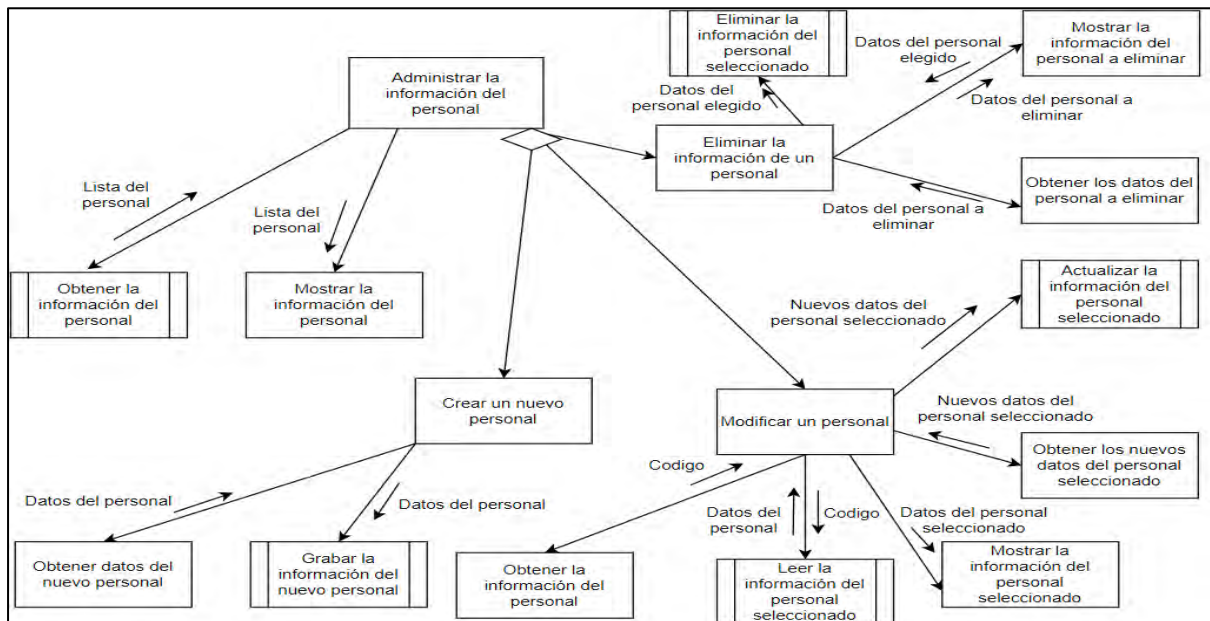 Eliminar la
información del
personal
seleccionado
Mostrar la
información del
personal a eliminar
Datos del personal
elegido
Administrar la
información del
personal
Datos del
personal elegido
Datos del personal a
eliminar
Eliminar la
información de un
personal
Lista del
personal
Lista del
personal
Obtener los datos del
personal a eliminar
Datos del personal a
eliminar
Obtener la
información del
personal
Mostrar la
información del
personal
Actualizar la
información del
personal
seleccionado
Nuevos datos del
personal seleccionado
Crear un nuevo
personal
Modificar un personal
Nuevos datos del
personal seleccionado
Obtener los nuevos
datos del personal
seleccionado
Codigo
Datos del personal
Datos del personal
Datos del
personal
Codigo
Datos del personal
seleccionado
Obtener datos del
nuevo personal
Grabar la
información del
nuevo personal
Obtener la
información del
personal
Leer la
información del
personal
seleccionado
Mostrar la
información del
personal
seleccionado